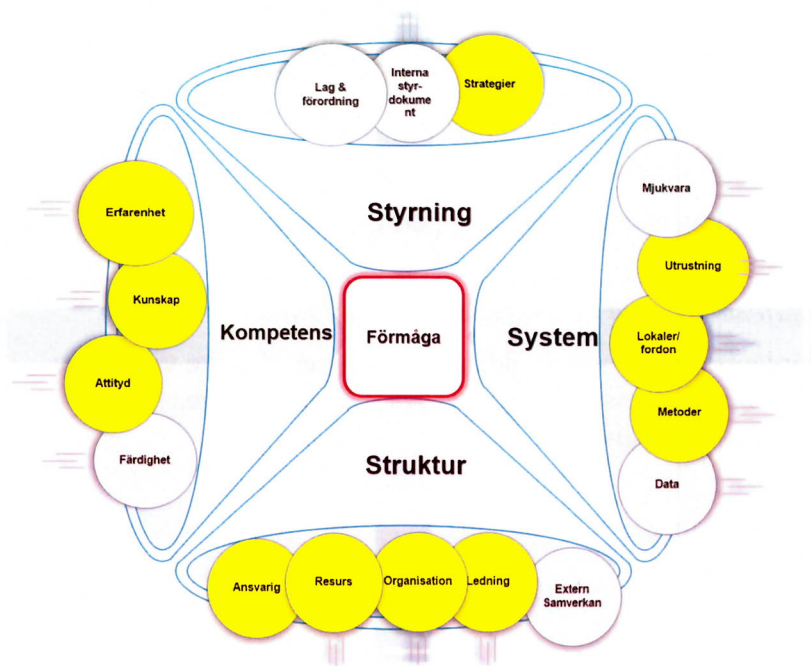 Lag &
förordning
Interna
styr-
dokume
nt
Strategier
Styrning
Erfarenhet
Kunskap
Attityd
Färdighet
Kompetens
Förmåga
System
Mjukvara
Utrustning
Lokaler/
fordon
Metoder
Data
Struktur
Ansvarig
Resurs
Organisation
Ledning
Extern
Samverkan